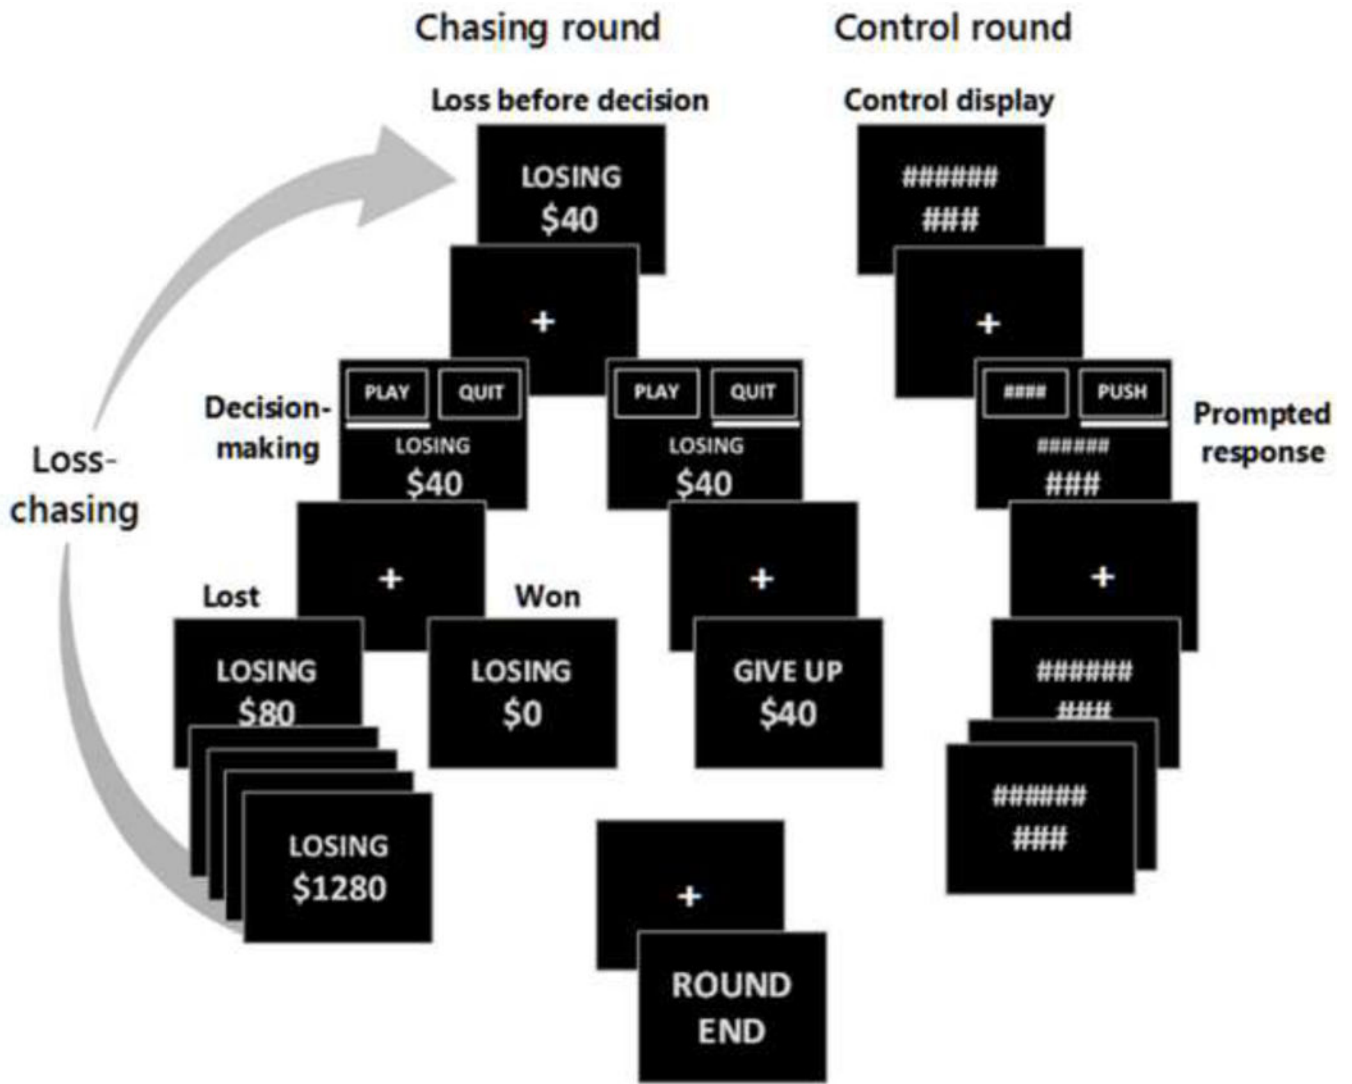 Chasing round
Control round
Loss before decision
Control display
LOSING
$40
######
###
+
+
Decision-
making
PLAY
QUIT
LOSING
$40
PLAY
QUIT
LOSING
$40
####
PUSH
######
###
Prompted
response
Loss-
chasing
+
+
+
Lost
Won
LOSING
$80
LOSING
$0
GIVE UP
$40
######
###
LOSING
$1280
######
###
+
ROUND
END